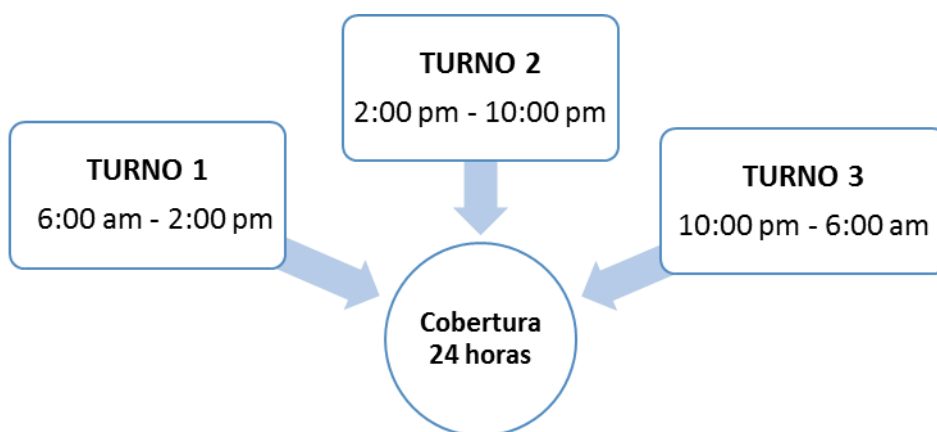 TURNO 1
6:00 am - 2:00 pm
TURNO 2
2:00 pm - 10:00 pm
TURNO 3
10:00 pm - 6:00 am
Cobertura
24 horas